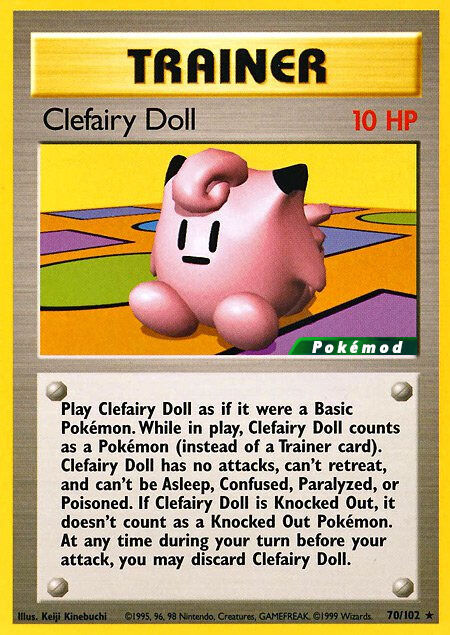 TRAINER
Clefairy Doll 10 HP
Pokémod
Play Clefairy Doll as if it were a Basic
Pokémon. While in play, Clefairy Doll counts
as a Pokémon (instead of a Trainer card).
Clefairy Doll has no attacks, can't retreat,
and can't be Asleep, Confused, Paralyzed, or
Poisoned. If Clefairy Doll is Knocked Out, it
doesn't count as a Knocked Out Pokémon.
At any time during your turn before your
attack, you may discard Clefairy Doll.
Illus. Keiji Kinebuchi ©1995, 96, 98 Nintendo, Creatures, GAMEFREAK. ©1999 Wizards. 70/102 ★